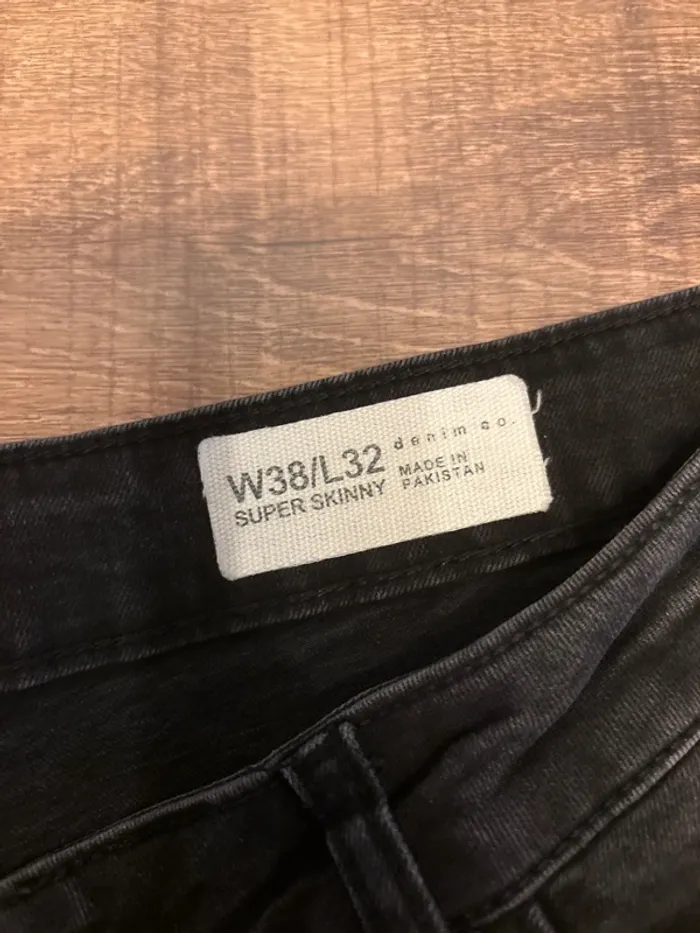 W38/L32
SUPER SKINNY
denim co.
MADE IN
PAKISTAN